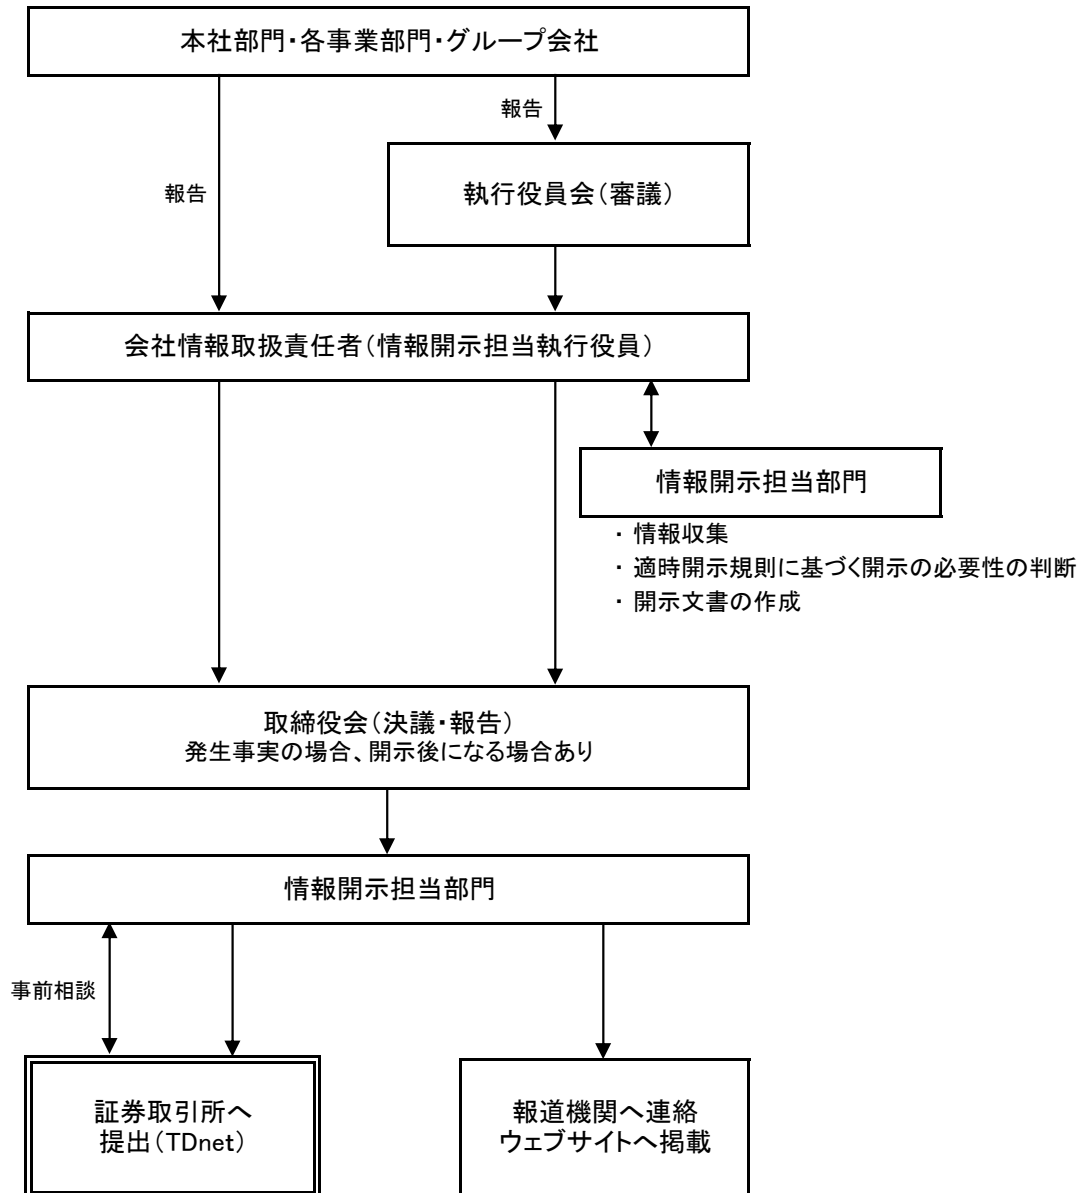 本社部門・各事業部門・グループ会社
報告
報告
執行役員会（審議）
会社情報取扱責任者（情報開示担当執行役員）
情報開示担当部門
・ 情報収集
・ 適時開示規則に基づく開示の必要性の判断
・ 開示文書の作成
取締役会（決議・報告）
発生事実の場合、開示後になる場合あり
情報開示担当部門
事前相談
証券取引所へ
提出（TDnet）
報道機関へ連絡
ウェブサイトへ掲載